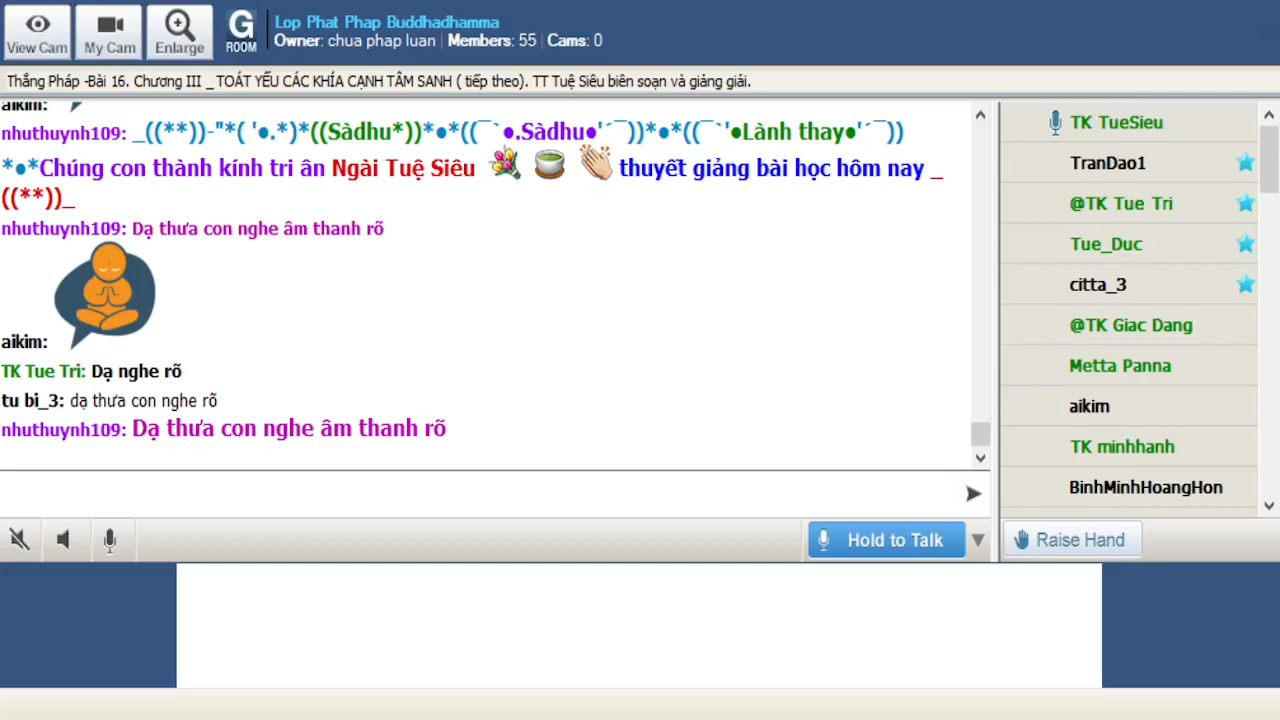 View Cam
My Cam
Enlarge
G
ROOM
Lop Phat Phap Buddhadhamma
Owner: chua phap luan | Members: 55 | Cams: 0
Thắng Pháp -Bài 16. Chương III _ TOÁT YẾU CÁC KHÍA CẠNH TÂM SANH ( tiếp theo). TT Tuệ Siêu biên soạn và giảng giải.
aikim:
nhuthuynh109: _((**))-"*( '●.*)*((Sàdhu*))*●*((¯`●.Sàdhu●'´¯))*●*((¯`'●Lành thay●'´¯))
*●*Chúng con thành kính tri ân Ngài Tuệ Siêu thuyết giảng bài học hôm nay _
((**))_
nhuthuynh109: Dạ thưa con nghe âm thanh rõ
aikim:
TK Tue Tri: Dạ nghe rõ
tu bi_3: dạ thưa con nghe rõ
nhuthuynh109: Dạ thưa con nghe âm thanh rõ
Hold to Talk
TK TueSieu
TranDao1
@TK Tue Tri
Tue_Duc
citta_3
@TK Giac Dang
Metta Panna
aikim
TK minhhanh
BinhMinhHoangHon
Raise Hand